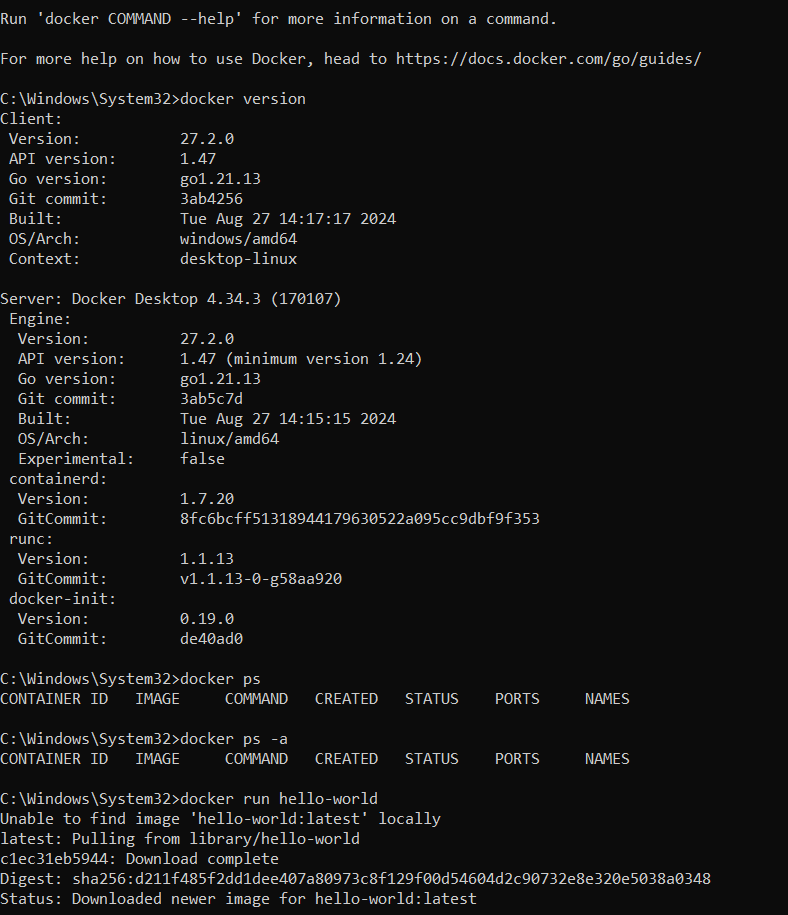 Run 'docker COMMAND --help' for more information on a command.
For more help on how to use Docker, head to https://docs.docker.com/go/guides/
C:\Windows\System32>docker version
Client:
Version: 27.2.0
API version: 1.47
Go version: go1.21.13
Git commit: 3ab4256
Built: Tue Aug 27 14:17:17 2024
OS/Arch: windows/amd64
Context: desktop-linux
Server: Docker Desktop 4.34.3 (170107)
Engine:
Version: 27.2.0
API version: 1.47 (minimum version 1.24)
Go version: go1.21.13
Git commit: 3ab5c7d
Built: Tue Aug 27 14:15:15 2024
OS/Arch: linux/amd64
Experimental: false
containerd:
Version: 1.7.20
GitCommit: 8fc6bcff51318944179630522a095cc9dbf9f353
runc:
Version: 1.1.13
GitCommit: v1.1.13-0-g58aa920
docker-init:
Version: 0.19.0
GitCommit: de40ad0
C:\Windows\System32>docker ps
CONTAINER ID IMAGE COMMAND CREATED STATUS PORTS NAMES
C:\Windows\System32>docker ps -a
CONTAINER ID IMAGE COMMAND CREATED STATUS PORTS NAMES
C:\Windows\System32>docker run hello-world
Unable to find image 'hello-world:latest' locally
latest: Pulling from library/hello-world
c1ec31eb5944: Download complete
Digest: sha256:d211f485f2dd1dee407a80973c8f129f00d54604d2c90732e8e320e5038a0348
Status: Downloaded newer image for hello-world:latest